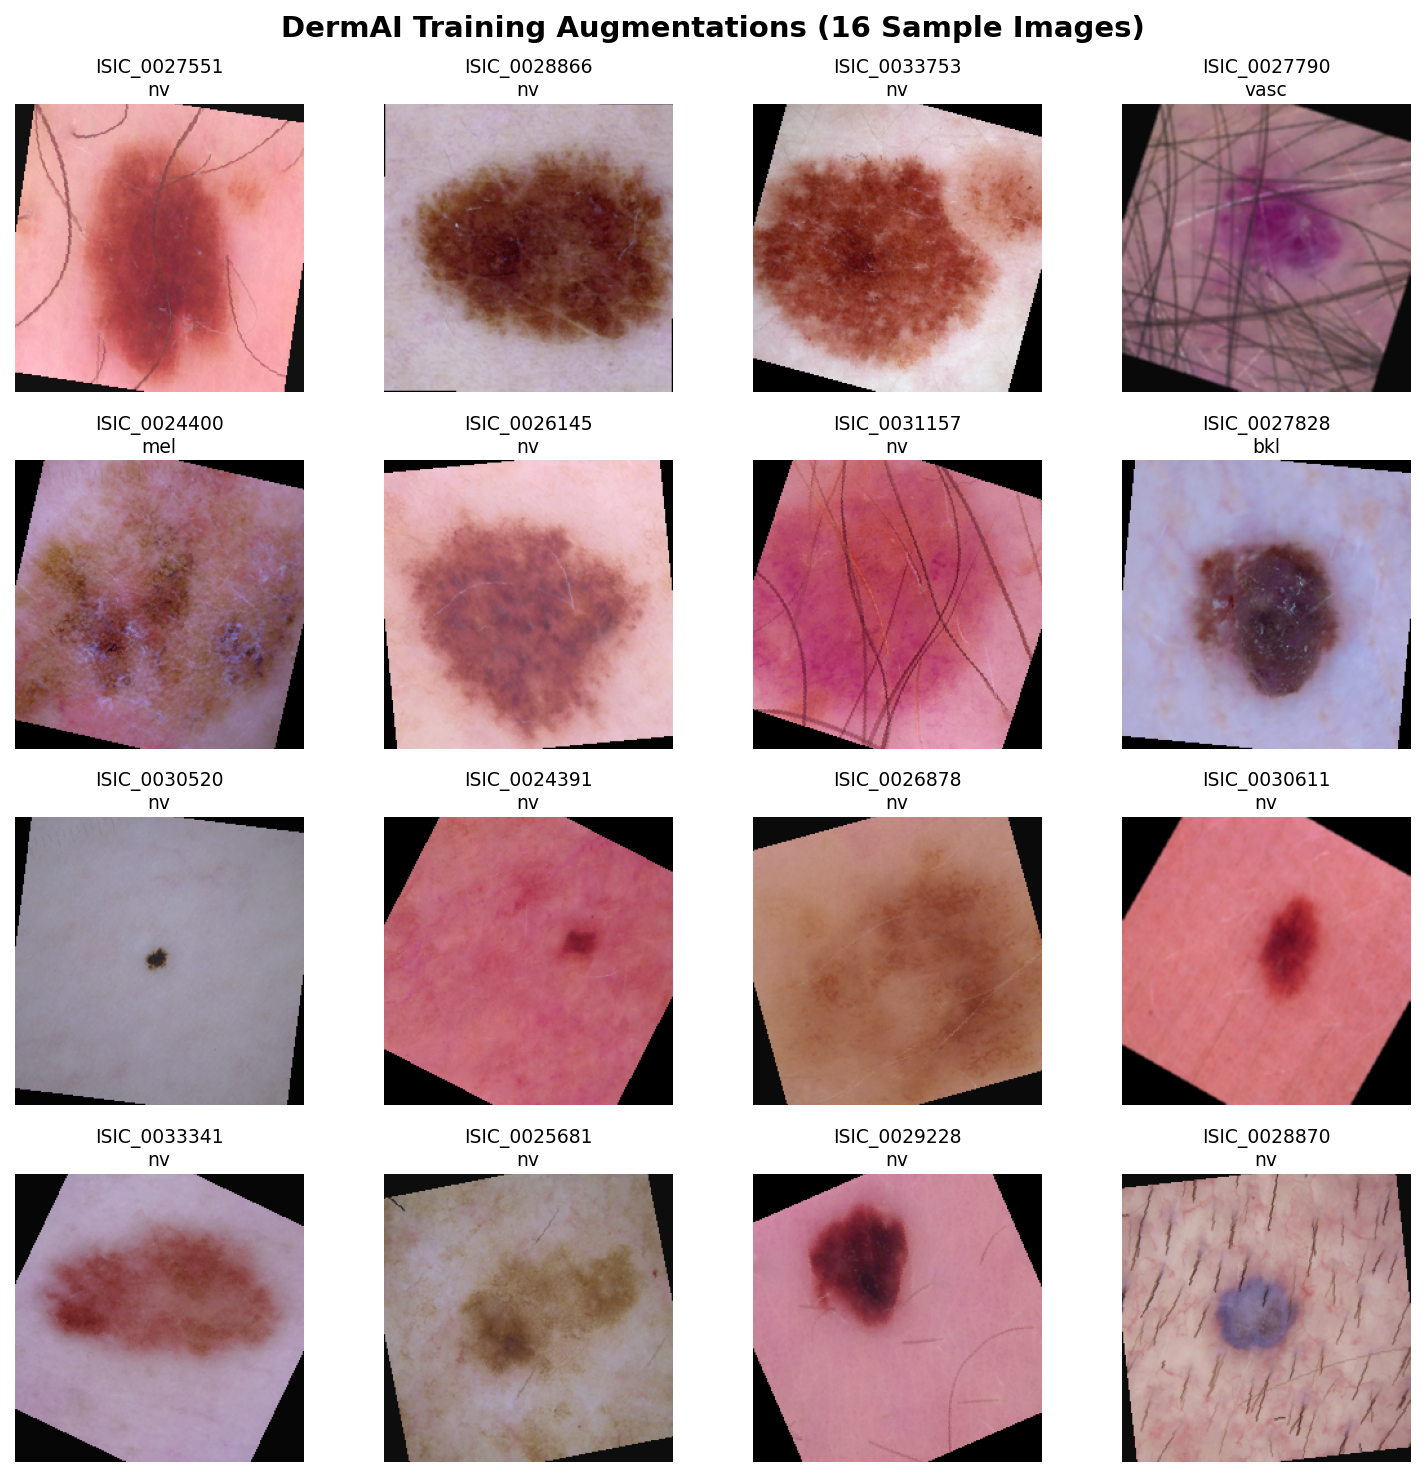 DermAI Training Augmentations (16 Sample Images)
ISIC_0027551
nv
ISIC_0028866
nv
ISIC_0033753
nv
ISIC_0027790
vasc
ISIC_0024400
mel
ISIC_0026145
nv
ISIC_0031157
nv
ISIC_0027828
bkl
ISIC_0030520
nv
ISIC_0024391
nv
ISIC_0026878
nv
ISIC_0030611
nv
ISIC_0033341
nv
ISIC_0025681
nv
ISIC_0029228
nv
ISIC_0028870
nv